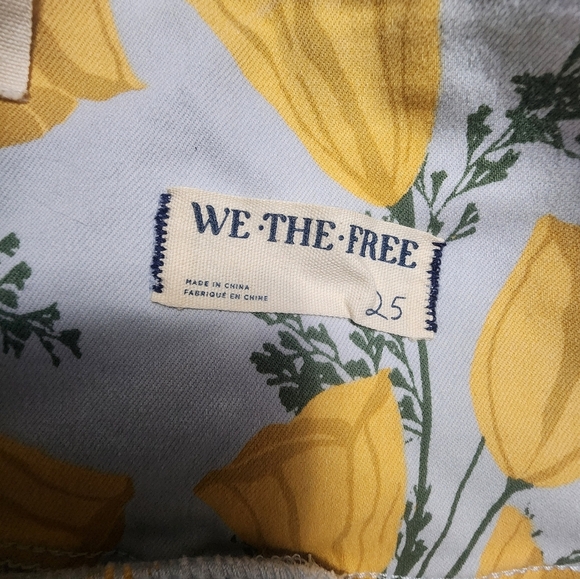 WE·THE·FREE
MADE IN CHINA
FABRIQUÉ EN CHINE
25